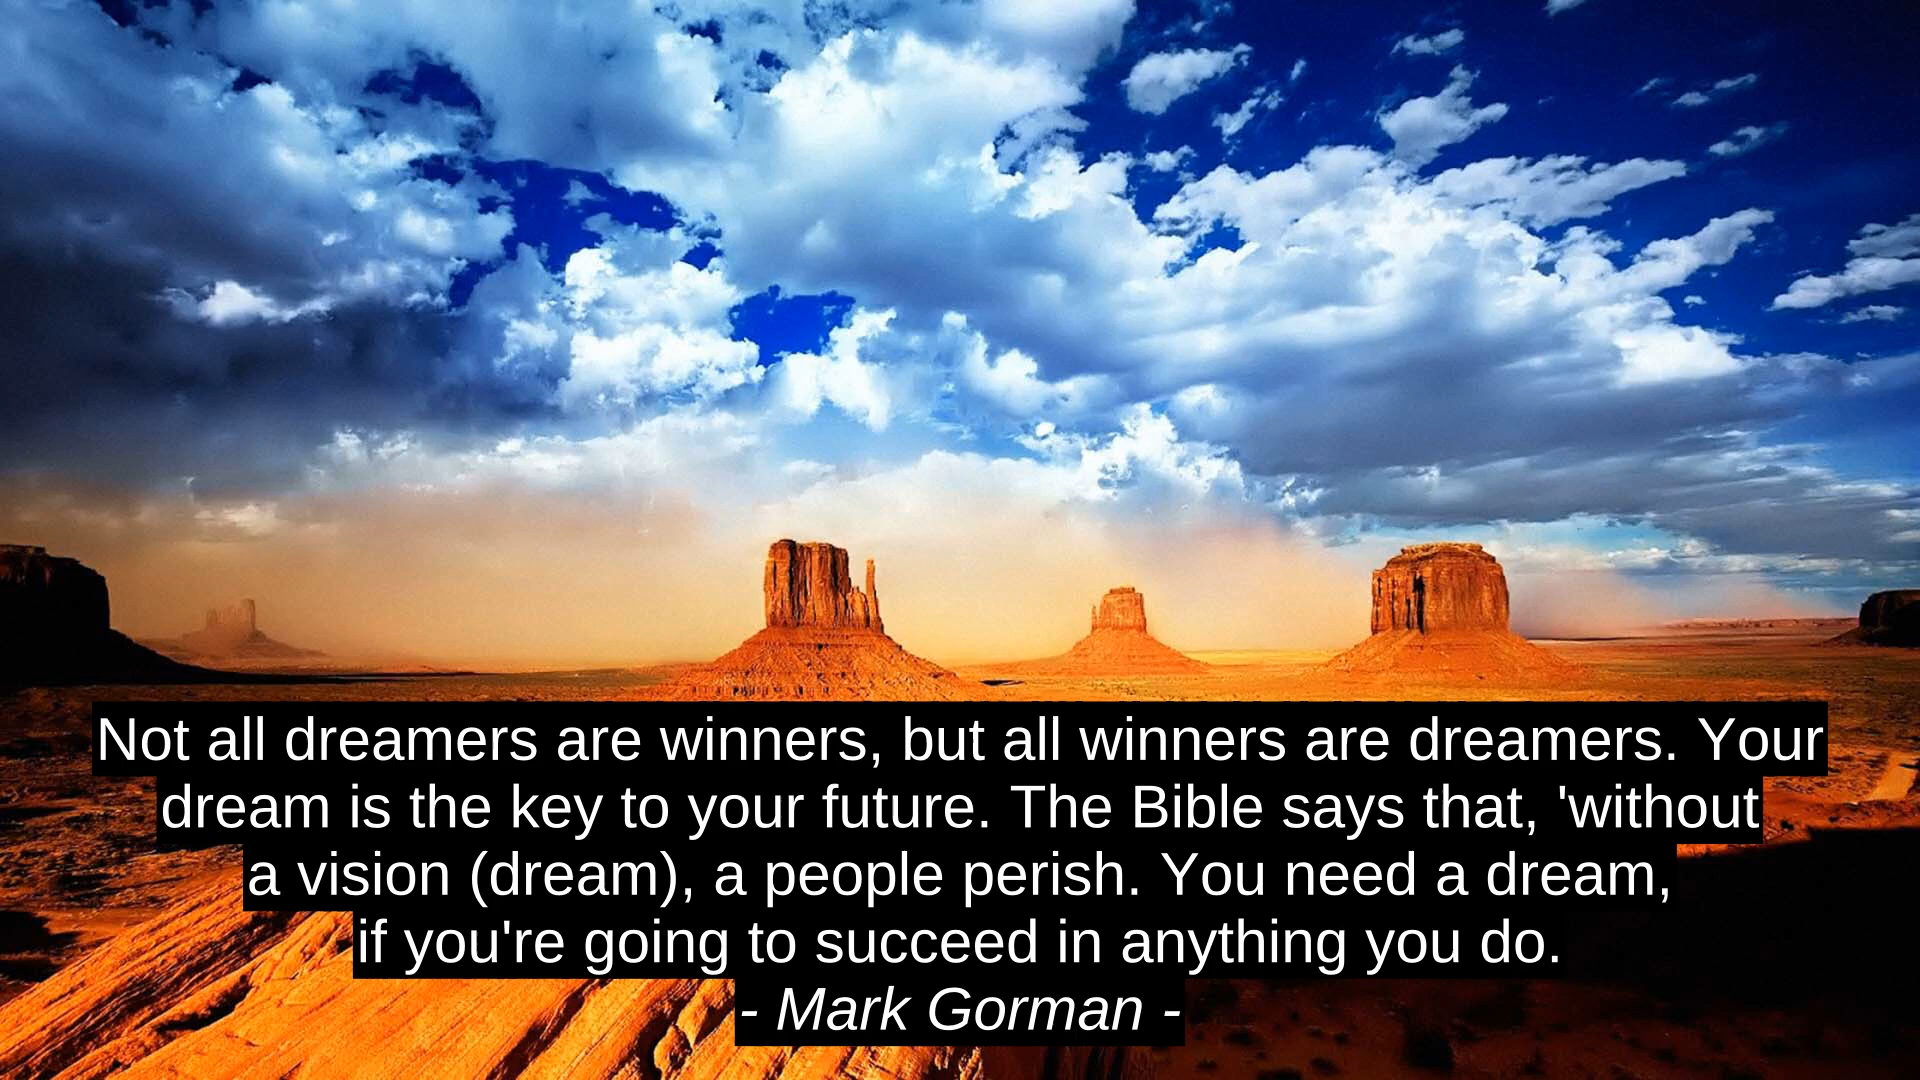 Not all dreamers are winners, but all winners are dreamers. Your
dream is the key to your future. The Bible says that, 'without
a vision (dream), a people perish. You need a dream,
if you're going to succeed in anything you do.
- Mark Gorman -